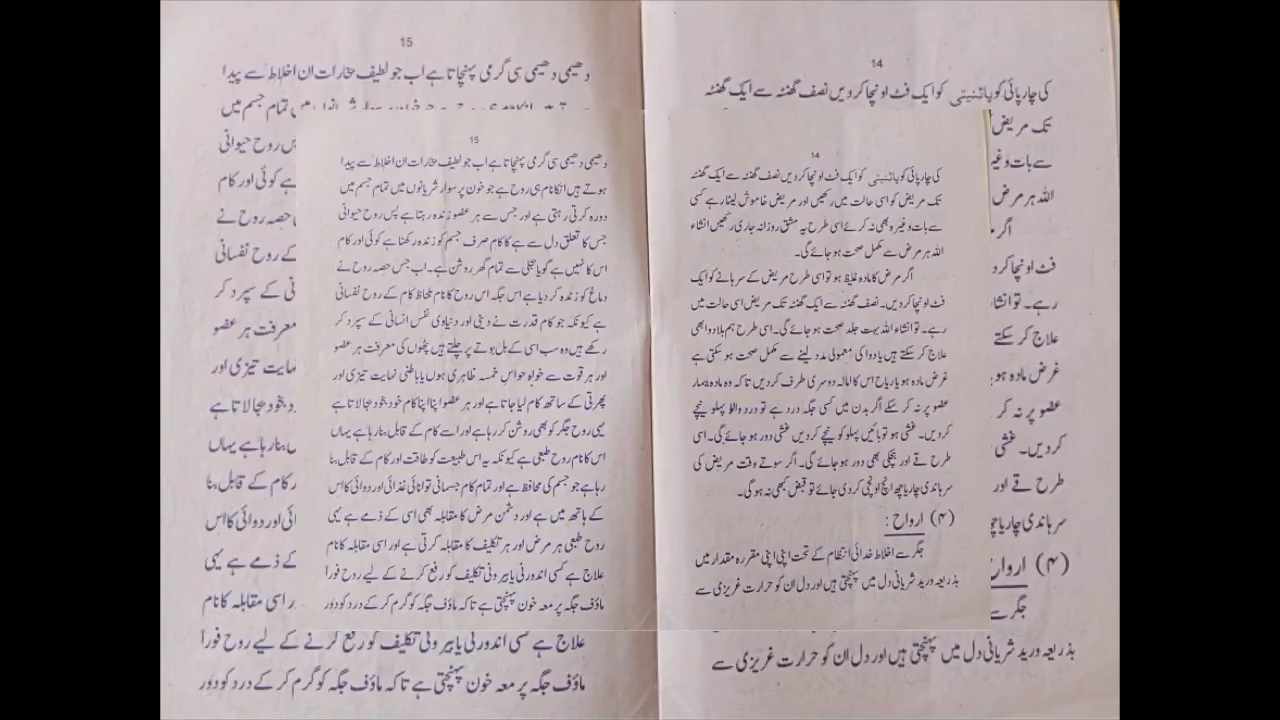 14
کی چارپائی کو پائنیتی کو ایک فٹ اونچا کر دیں نصف گھنٹہ سے ایک گھنٹہ
تک مریض کو اسی حالت میں رکھیں اور مریض خاموش لیٹا رہے کسی
سے بات وغیرہ بھی نہ کرئے اسی طرح یہ مشق روزانہ جاری رکھیں انشاء
اللہ ہر مرض سے مکمل صحت ہو جائے گی۔
اگر مرض کا مادہ غلیظ ہو تو اسی طرح مریض کے سرہانے کو ایک
فٹ اونچا کر دیں۔ نصف گھنٹہ سے ایک گھنٹہ تک مریض اسی حالت میں
رہے۔ تو انشاء اللہ بہت جلد صحت ہو جائے گی۔ اسی طرح ہم بلا دوا بھی
علاج کر سکتے ہیں یا دوا کی معمولی مدد لینے سے مکمل صحت ہو سکتی ہے
غرض مادہ ہو یا ریاح اس کا امالہ دوسری طرف کر دیں تاکہ وہ مادہ بیمار
عضو پر نہ گر سکے اگر بدن میں کسی جگہ درد ہے تو درد والا پہلو نیچے
کر دیں۔ غشی ہو تو بائیں پہلو کو نیچے کر دیں غشی دور ہو جائے گی۔ اسی
طرح قے اور ہچکی بھی دور ہو جائے گی۔ اگر سوتے وقت مریض کی
سرہاندی چار یا چھ انچ اونچی کر دی جائے تو قبض کبھی نہ ہو گی۔
(۴) ارواح :
جگر سے اخلاط خدائی انتظام کے تحت اپنی اپنی مقررہ مقدار میں
بذریعہ ورید شریانی دل میں پہنچتی ہیں اور دل ان کو حرارت غریزی سے
15
دھیمی دھیمی سی گرمی پہنچاتا ہے اب جو لطیف بخارات ان اخلاط سے پیدا
ہوتے ہیں انکا نام ہی روح ہے جو خون پر سوار شریانوں میں تمام جسم میں
دورہ کرتی رہتی ہے اور جس سے ہر عضو زندہ رہتا ہے پس روح حیوانی
جس کا تعلق دل سے ہے کا کام صرف جسم کو زندہ رکھنا ہے کوئی اور کام
اس کا نہیں ہے گویا بجلی سے تمام گھر روشن ہے۔ اب جس حصہ روح نے
دماغ کو زندہ کر دیا ہے اس جگہ اس روح کا نام بلحاظ کام کے روح نفسانی
ہے کیونکہ جو کام قدرت نے دینی اور دنیاوی نفس انسانی کے سپرد کر
رکھے ہیں وہ سب اسی کے بل بوتے پر چلتے ہیں پٹھوں کی معرفت ہر عضو
اور ہر قوت سے خواہ حواس خمسہ ظاہری ہوں یا باطنی نہایت تیزی اور
پھرتی کے ساتھ کام لیا جاتا ہے اور ہر عضو اپنا اپنا کام خود بخود بجا لاتا ہے
یہی روح جگر کو بھی روشن کر رہا ہے اور اسے کام کے قابل بنا رہا ہے یہاں
اس کا نام روح طبعی ہے کیونکہ یہ اس طبیعت کو طاقت اور کام کے قابل بنا
رہا ہے جو جسم کی محافظ ہے اور تمام کام جسمانی توانائی غذائی اور دوائی کا اس
کے ہاتھ میں ہے اور دشمن مرض کا مقابلہ بھی اسی کے ذمے ہے یہی
روح طبعی ہر مرض اور ہر تکلیف کا مقابلہ کرتی ہے اور اسی مقابلہ کا نام
علاج ہے کسی اندورنی یا بیرونی تکلیف کو رفع کرنے کے لیے روح فوراً
ماؤف جگہ پر معہ خون پہنچتی ہے تاکہ ماؤف جگہ کو گرم کر کے درد کو دور